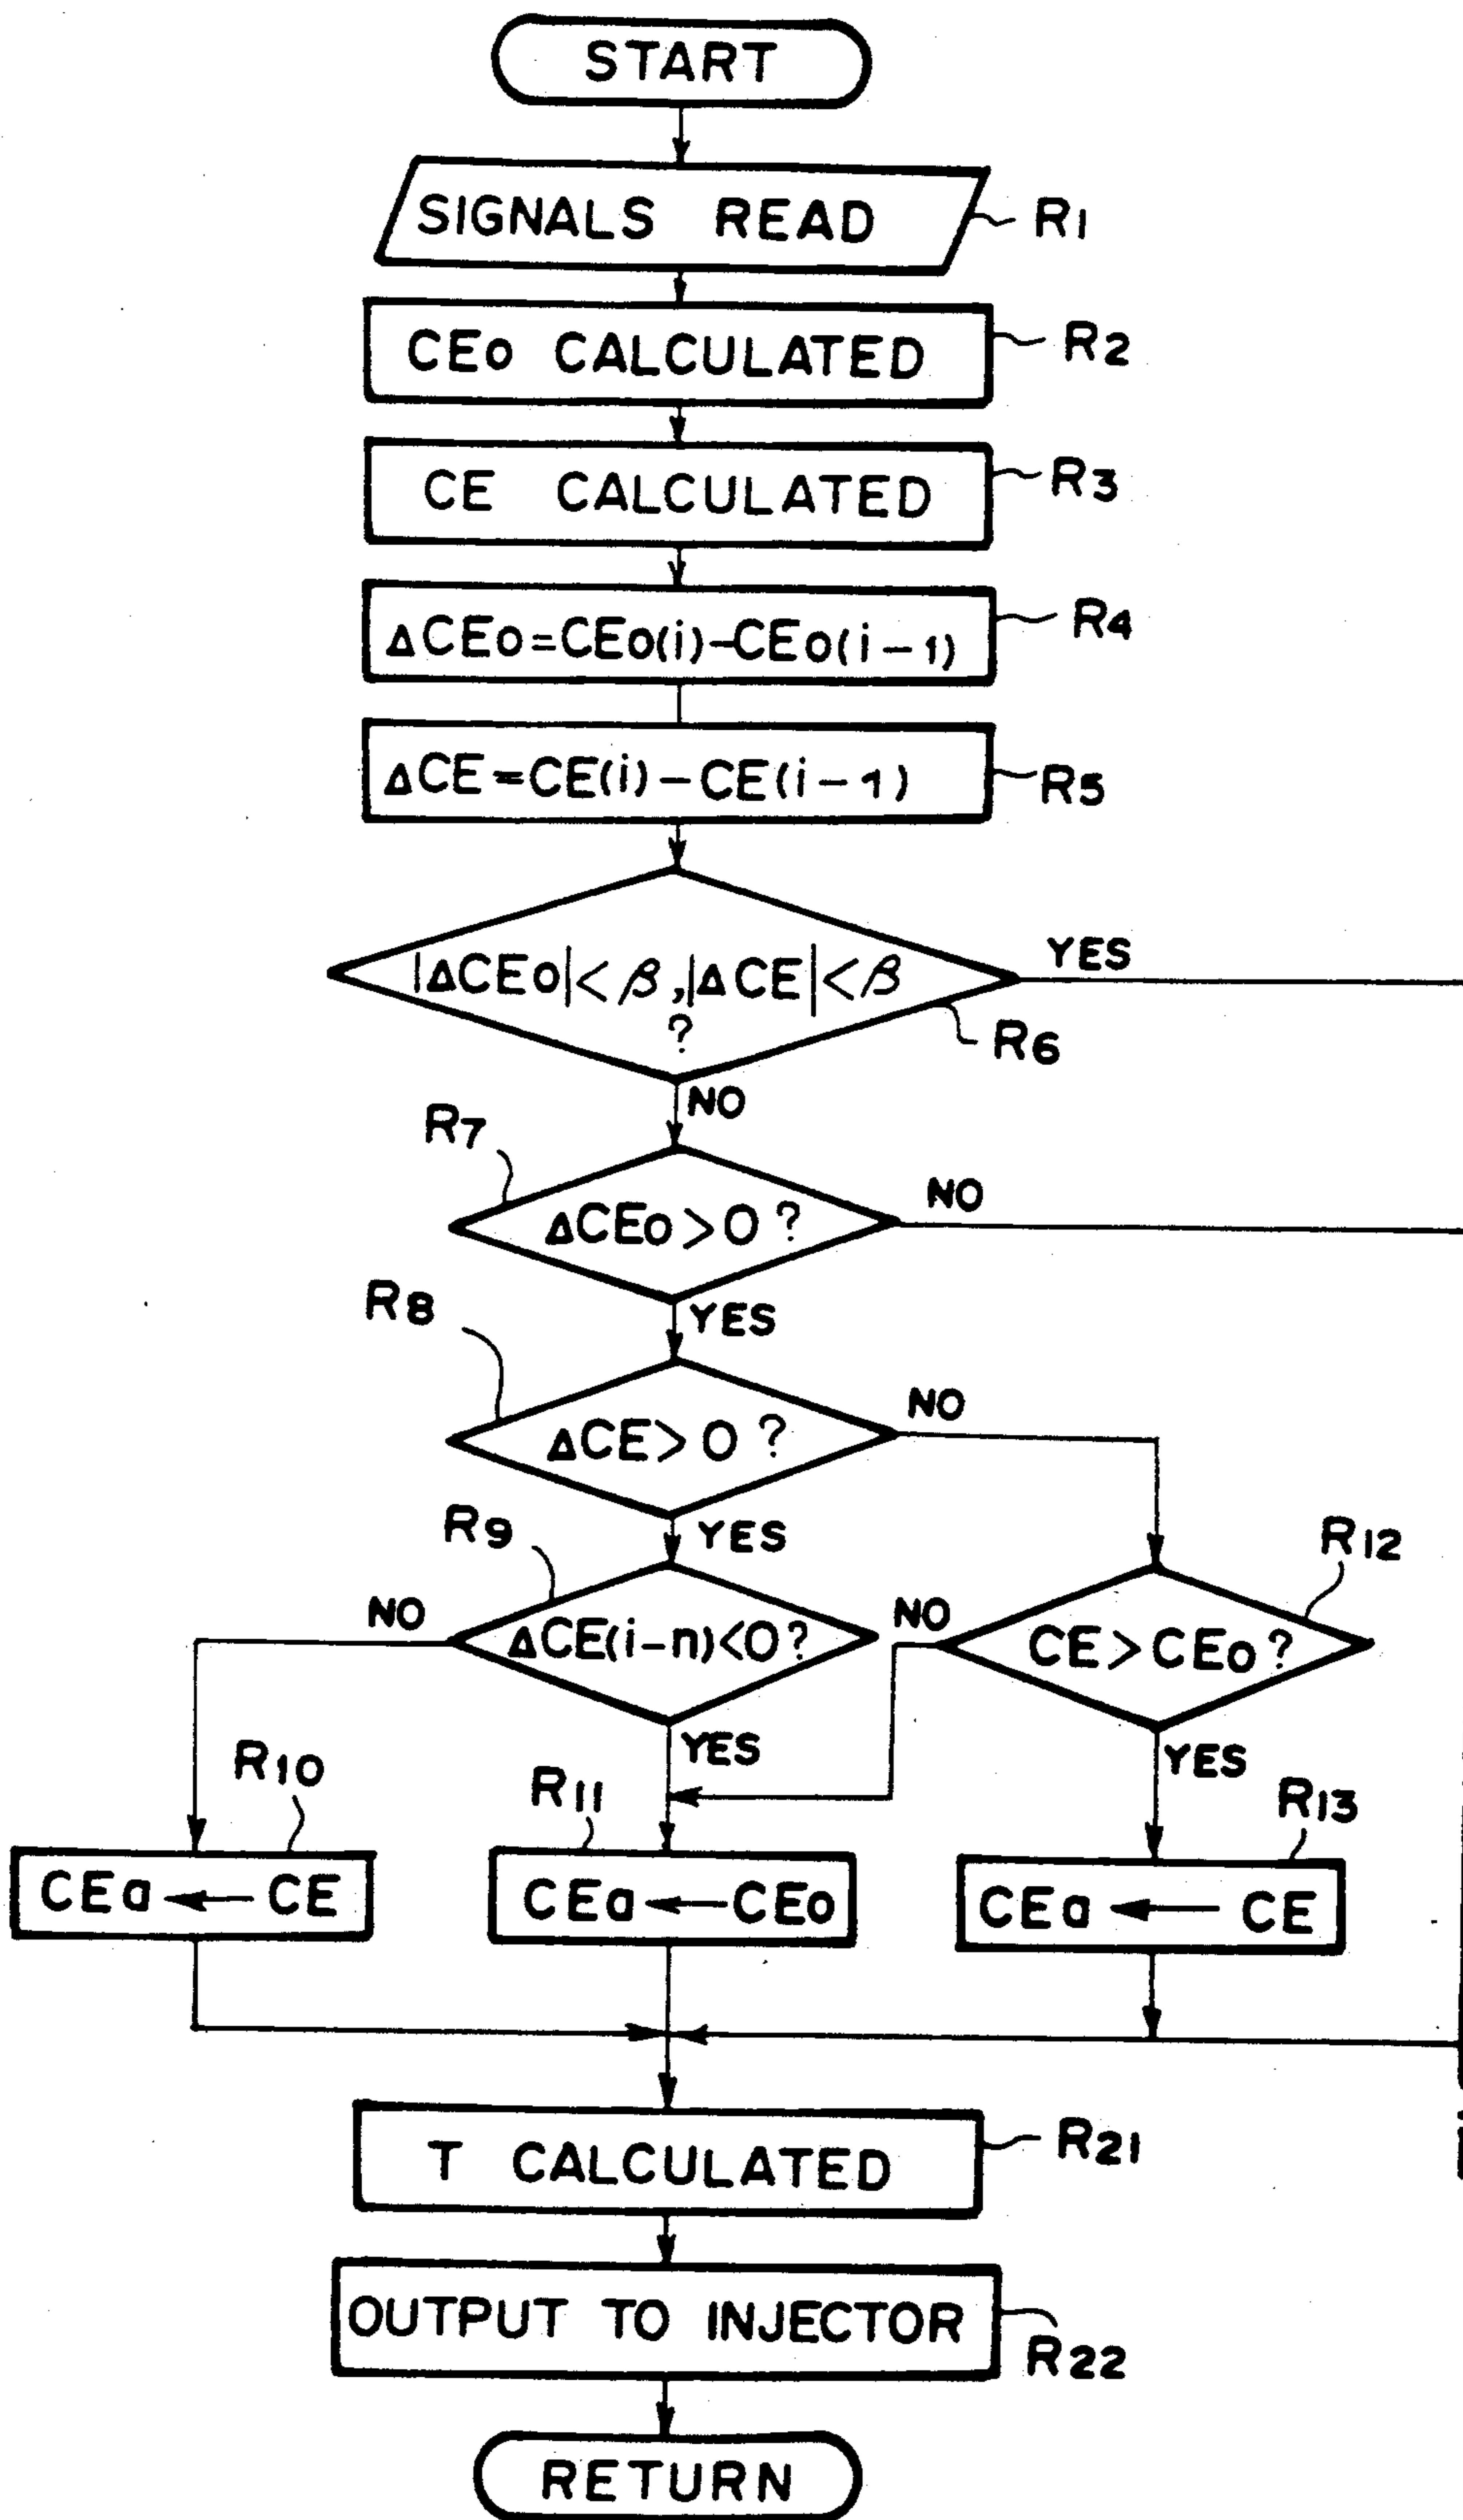 START
SIGNALS READ
R1
CEo CALCULATED
R2
CE CALCULATED
R3
ΔCEo=CEo(i)-CEo(i-1)
R4
ΔCE=CE(i)-CE(i-1)
R5
|ΔCEo|<β,|ΔCE|<β
?
YES
R6
NO
R7
ΔCEo>0?
NO
R8
YES
ΔCE>0?
NO
R9
YES
R12
NO
ΔCE(i-n)<0?
NO
CE>CEo?
R10
R11
YES
YES
R13
CEa←CE
CEa←CEo
CEa←CE
T CALCULATED
R21
OUTPUT TO INJECTOR
R22
RETURN